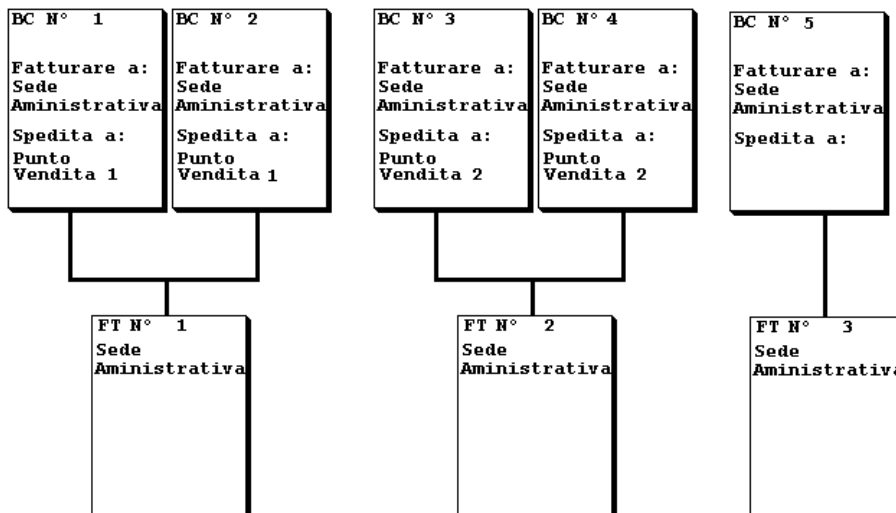 BC N° 1
Fatturare a:
Sede
Aministrativa
Spedita a:
Punto
Vendita 1
BC N° 2
Fatturare a:
Sede
Aministrativa
Spedita a:
Punto
Vendita 1
BC N° 3
Fatturare a:
Sede
Aministrativa
Spedita a:
Punto
Vendita 2
BC N° 4
Fatturare a:
Sede
Aministrativa
Spedita a:
Punto
Vendita 2
BC N° 5
Fatturare a:
Sede
Aministrativa
Spedita a:
FT N° 1
Sede
Aministrativa
FT N° 2
Sede
Aministrativa
FT N° 3
Sede
Aministrativa